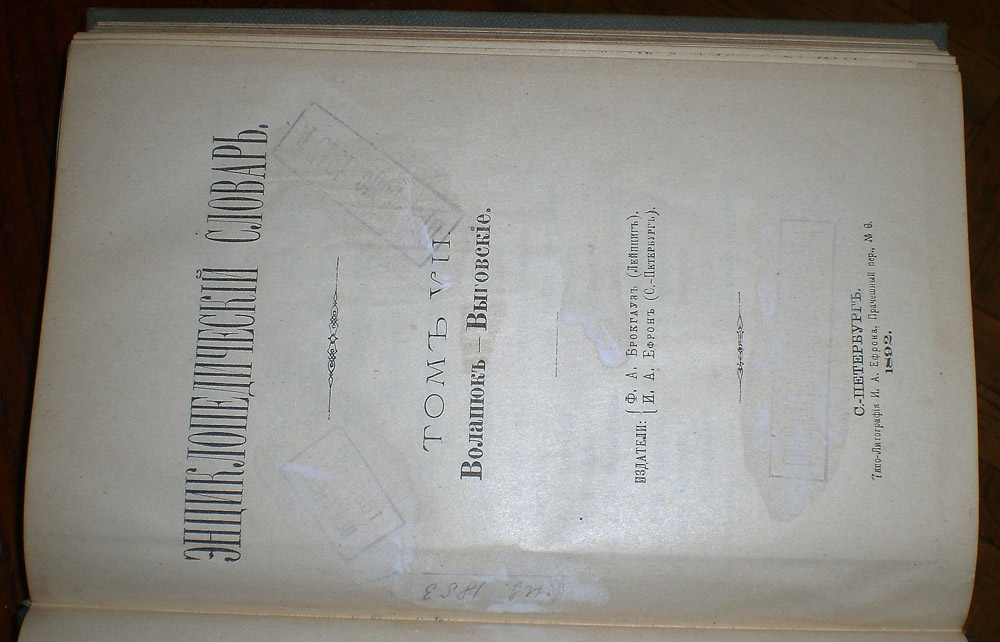 ЭНЦИКЛОПЕДИЧЕСКІЙ СЛОВАРЬ.
ТОМЪ VII.
Волапюкъ — Выговскіе.
ИЗДАТЕЛИ: { Ф. А. БРОКГАУЗЪ (ЛЕЙПЦИГЪ).
И. А. ЕФРОНЪ (С.-ПЕТЕРБУРГЪ).
С.-ПЕТЕРБУРГЪ.
Типо-Литографія И. А. Ефрона, Прачешный пер., № 6.
1892.